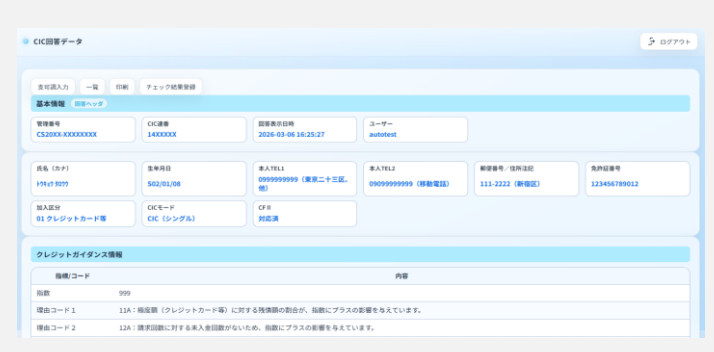 CIC回答データ
ログアウト
支可調入力 一覧 印刷 チェック結果登録
基本情報 回答ヘッダ
管理番号 CIC連番 回答表示日時 ユーザー
CS20XX-XXXXXXXX 14XXXXX 2026-03-06 16:25:27 autotest
氏名（カナ） 生年月日 本人TEL1 本人TEL2 郵便番号／住所注記 免許証番号
ﾄｳｷｮｳ ﾀﾛｳ S02/01/08 0999999999（東京二十三区、他） 09099999999（移動電話） 111-2222（新宿区） 123456789012
加入区分 CICモード CFⅡ
01 クレジットカード等 CIC（シングル） 対応済
クレジットガイダンス情報
指標/コード 内容
指数 999
理由コード１ 11A：極度額（クレジットカード等）に対する残債額の割合が、指数にプラスの影響を与えています。
理由コード２ 12A：請求回数に対する未入金回数がないため、指数にプラスの影響を与えています。